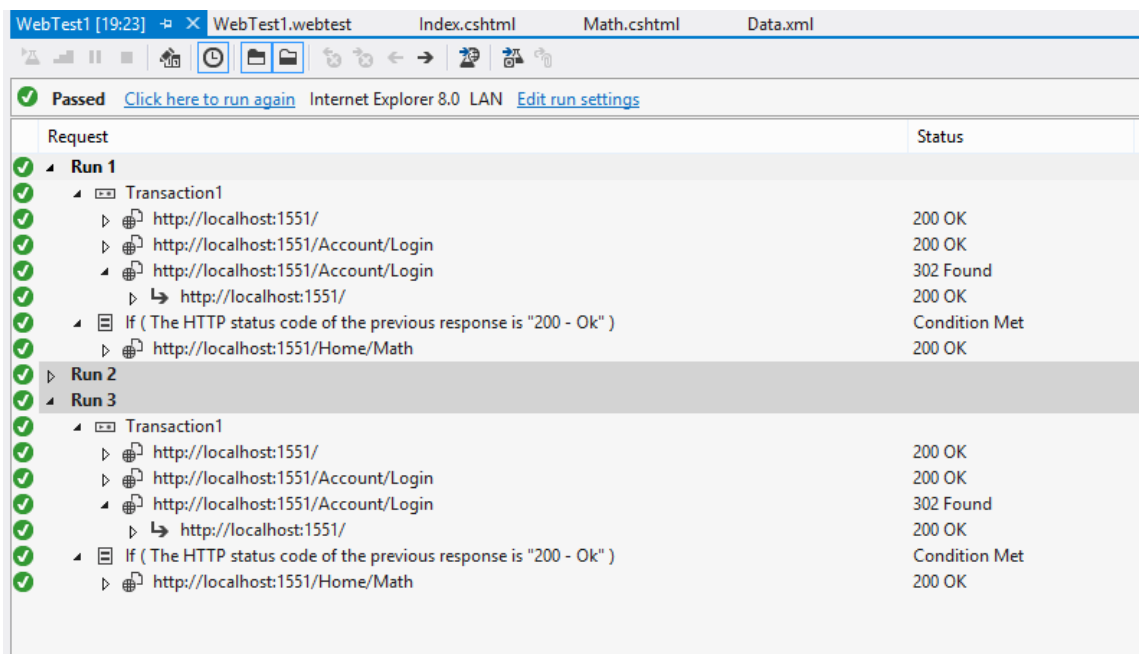 WebTest1 [19:23] WebTest1.webtest Index.cshtml Math.cshtml Data.xml
Passed Click here to run again Internet Explorer 8.0 LAN Edit run settings
Request Status
Run 1
Transaction1
http://localhost:1551/ 200 OK
http://localhost:1551/Account/Login 200 OK
http://localhost:1551/Account/Login 302 Found
http://localhost:1551/ 200 OK
If ( The HTTP status code of the previous response is "200 - Ok" ) Condition Met
http://localhost:1551/Home/Math 200 OK
Run 2
Run 3
Transaction1
http://localhost:1551/ 200 OK
http://localhost:1551/Account/Login 200 OK
http://localhost:1551/Account/Login 302 Found
http://localhost:1551/ 200 OK
If ( The HTTP status code of the previous response is "200 - Ok" ) Condition Met
http://localhost:1551/Home/Math 200 OK